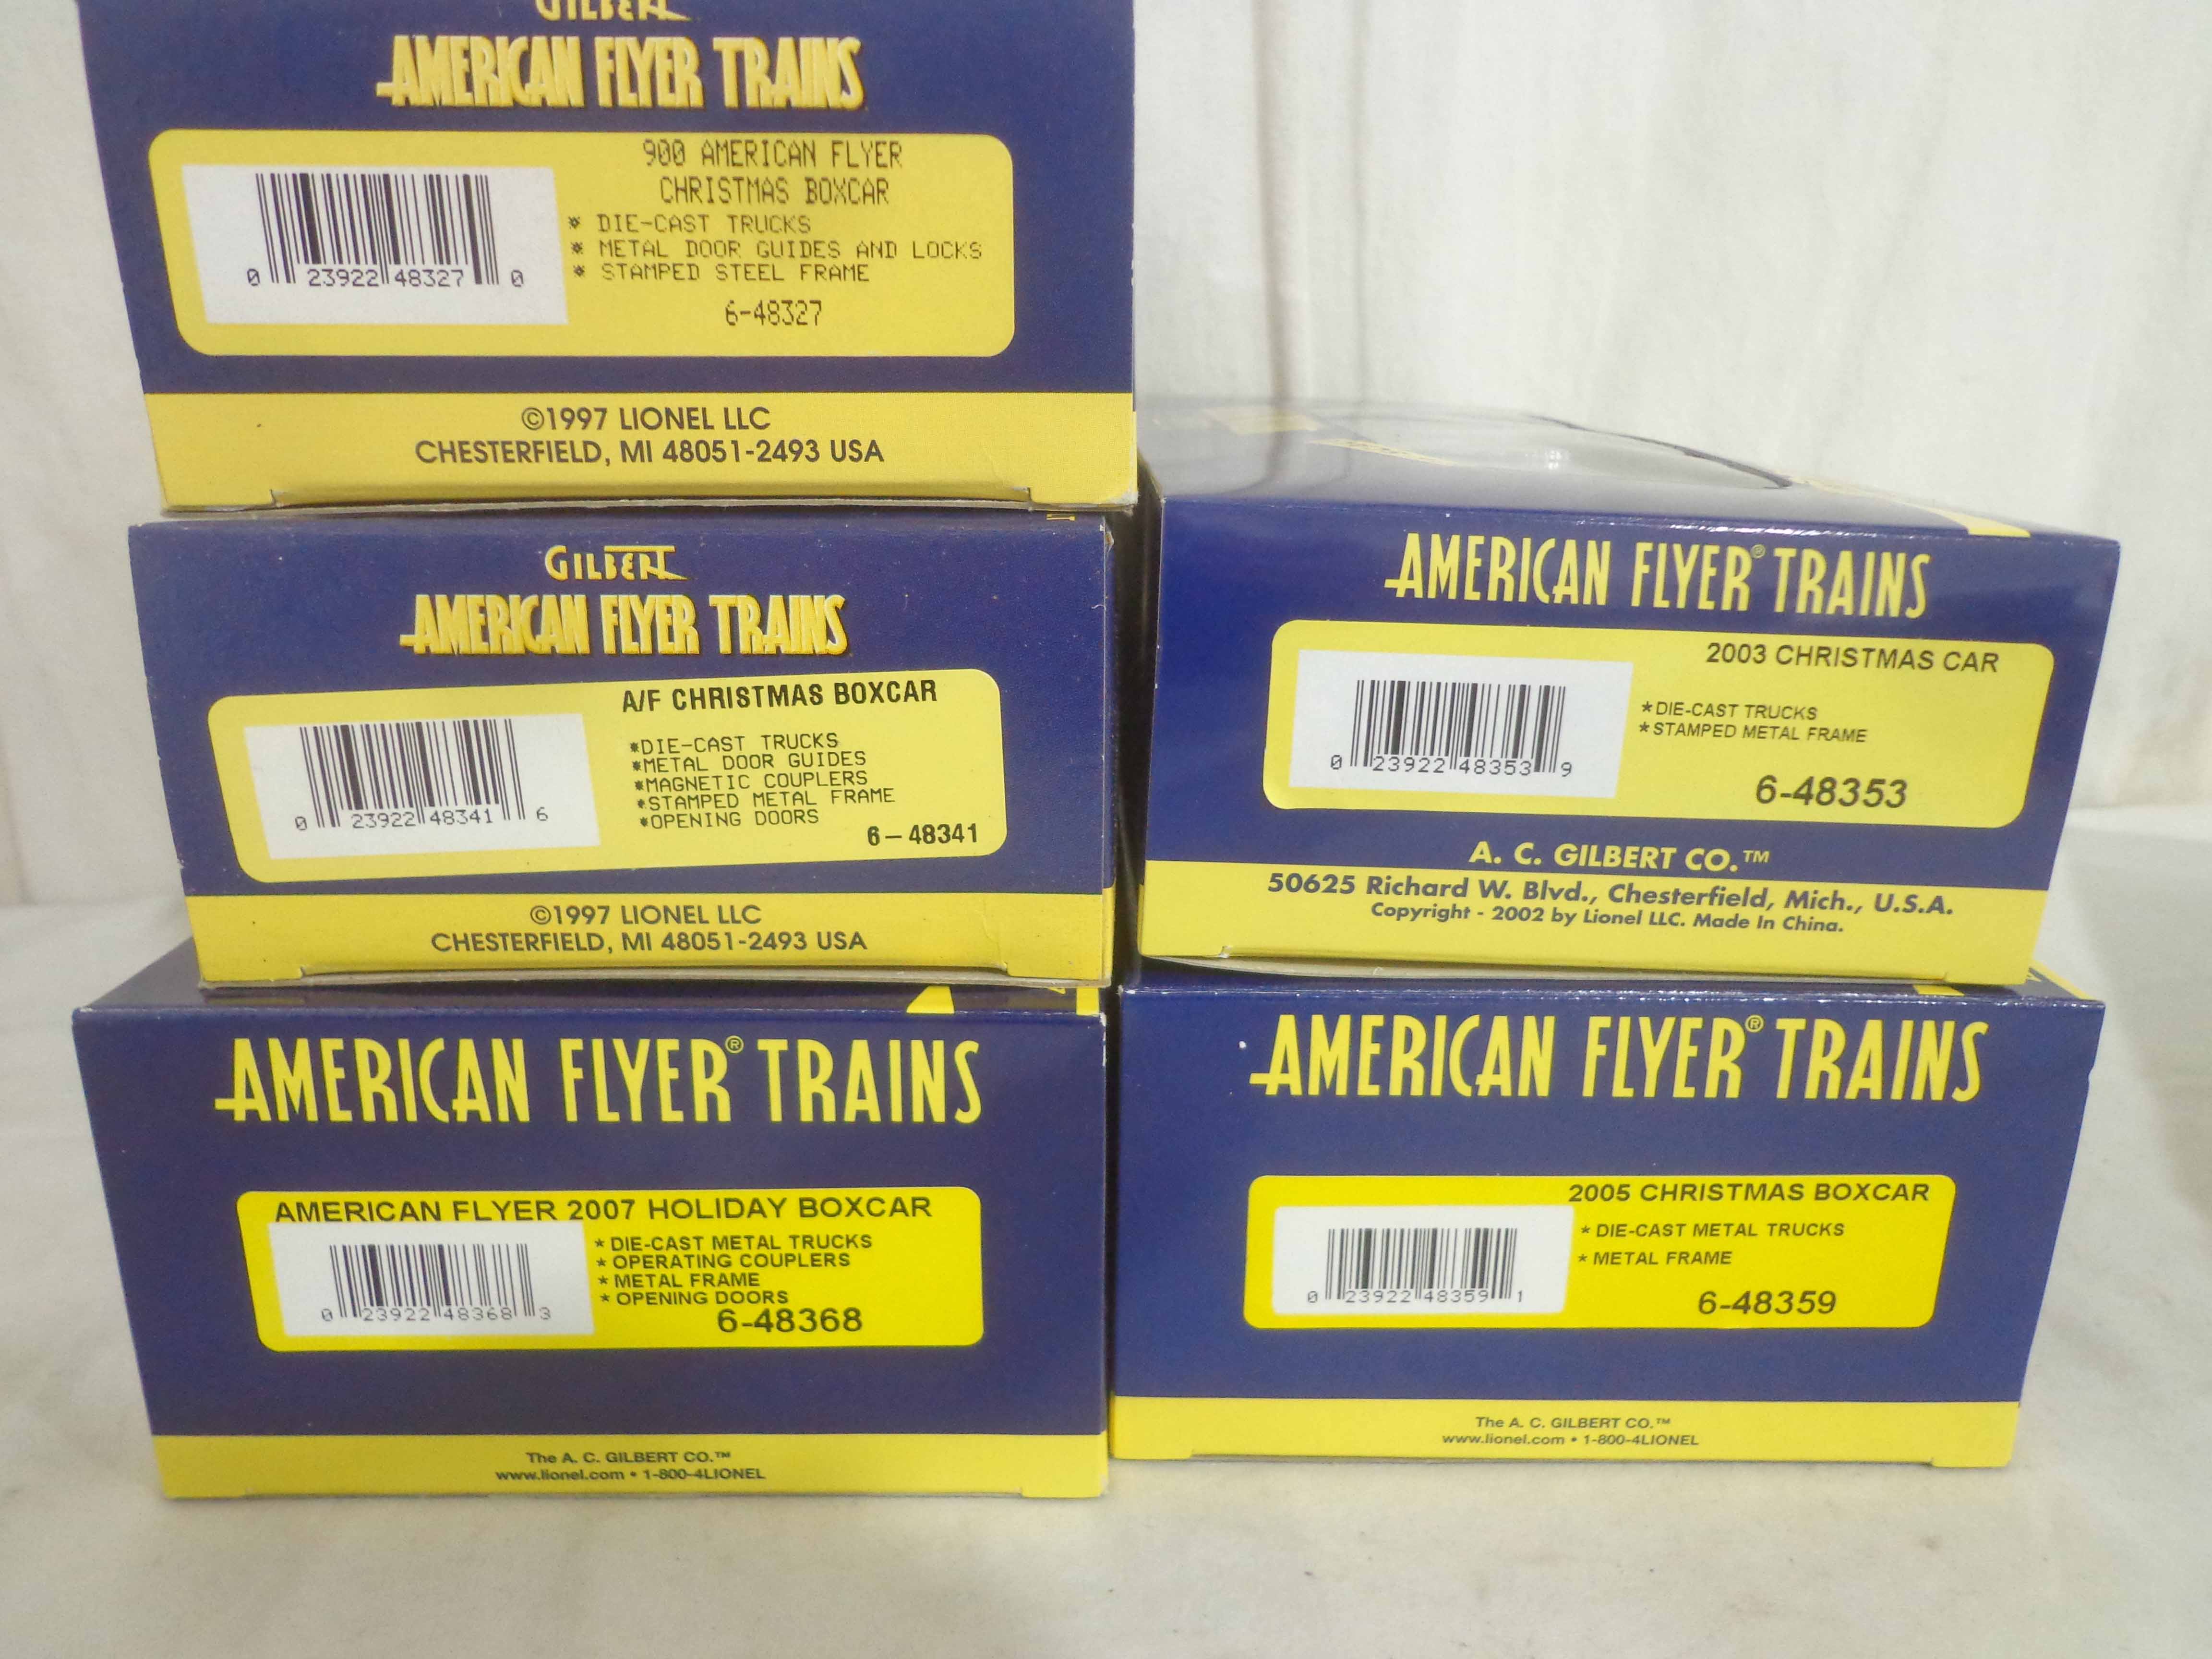 GILBERT
AMERICAN FLYER TRAINS
900 AMERICAN FLYER
CHRISTMAS BOXCAR
* DIE-CAST TRUCKS
* METAL DOOR GUIDES AND LOCKS
* STAMPED STEEL FRAME
6-48327
0 23922 48327 0
©1997 LIONEL LLC
CHESTERFIELD, MI 48051-2493 USA
GILBERT
AMERICAN FLYER TRAINS
A/F CHRISTMAS BOXCAR
*DIE-CAST TRUCKS
*METAL DOOR GUIDES
*MAGNETIC COUPLERS
*STAMPED METAL FRAME
*OPENING DOORS
6-48341
0 23922 48341 6
©1997 LIONEL LLC
CHESTERFIELD, MI 48051-2493 USA
AMERICAN FLYER® TRAINS
2003 CHRISTMAS CAR
*DIE-CAST TRUCKS
*STAMPED METAL FRAME
0 23922 48353 9
6-48353
A. C. GILBERT CO.™
50625 Richard W. Blvd., Chesterfield, Mich., U.S.A.
Copyright - 2002 by Lionel LLC. Made In China.
AMERICAN FLYER® TRAINS
AMERICAN FLYER 2007 HOLIDAY BOXCAR
* DIE-CAST METAL TRUCKS
* OPERATING COUPLERS
* METAL FRAME
* OPENING DOORS
0 23922 48368 3
6-48368
The A. C. GILBERT CO.™
www.lionel.com • 1-800-4LIONEL
AMERICAN FLYER® TRAINS
2005 CHRISTMAS BOXCAR
* DIE-CAST METAL TRUCKS
* METAL FRAME
0 23922 48359 1
6-48359
The A. C. GILBERT CO.™
www.lionel.com • 1-800-4LIONEL